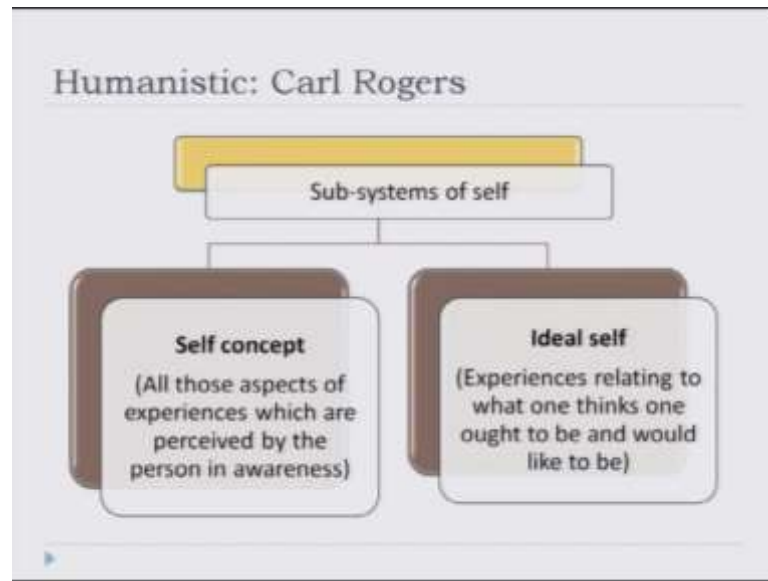 Humanistic: Carl Rogers
Sub-systems of self
Self concept
(All those aspects of
experiences which are
perceived by the
person in awareness)
Ideal self
(Experiences relating to
what one thinks one
ought to be and would
like to be)